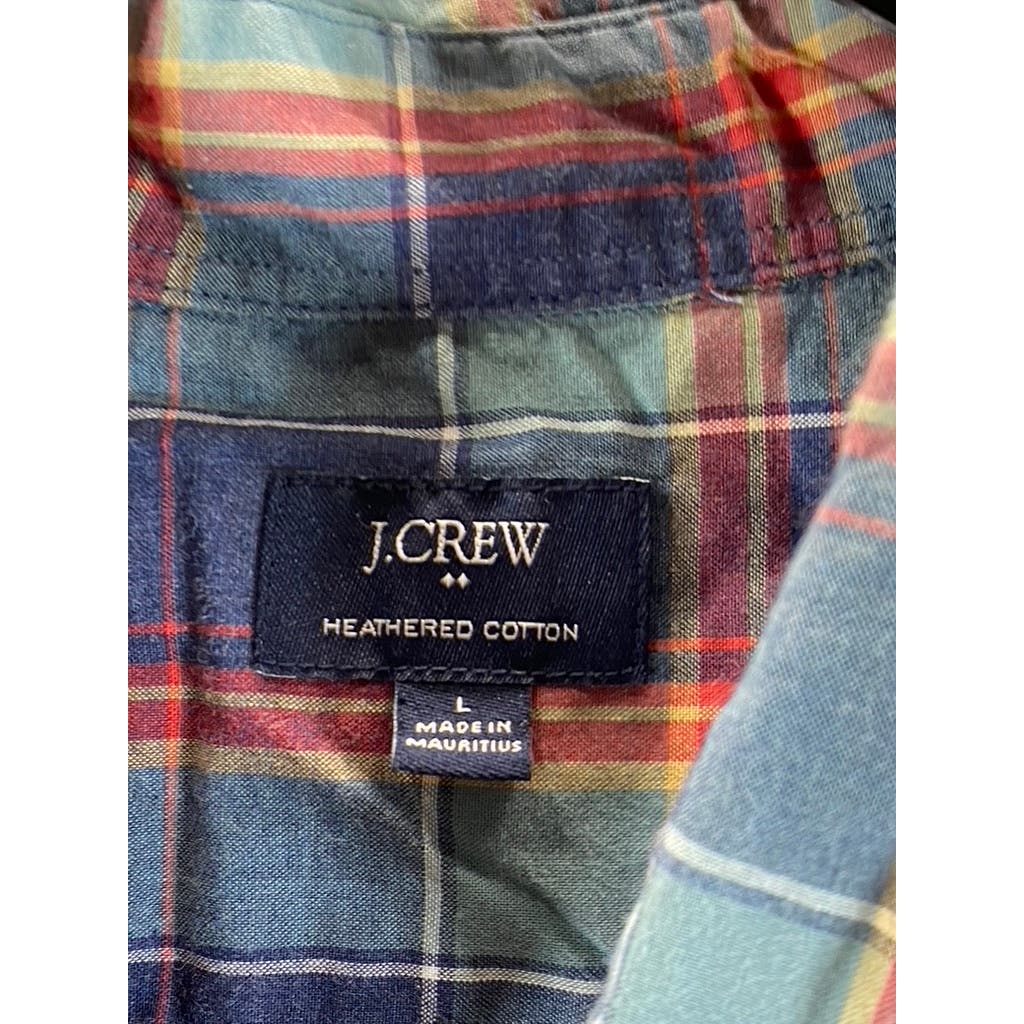 J.CREW
HEATHERED COTTON
L
MADE IN
MAURITIUS